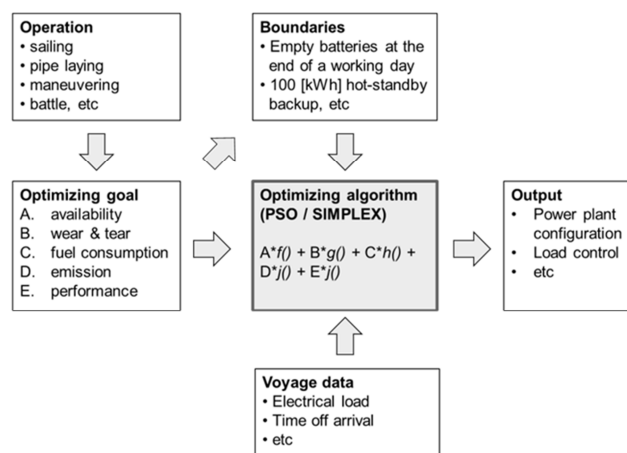 Operation
• sailing
• pipe laying
• maneuvering
• battle, etc
Boundaries
• Empty batteries at the
end of a working day
• 100 [kWh] hot-standby
backup, etc
Optimizing goal
A. availability
B. wear & tear
C. fuel consumption
D. emission
E. performance
Optimizing algorithm
(PSO / SIMPLEX)
A*f() + B*g() + C*h() +
D*j() + E*j()
Output
• Power plant
configuration
• Load control
• etc
Voyage data
• Electrical load
• Time off arrival
• etc